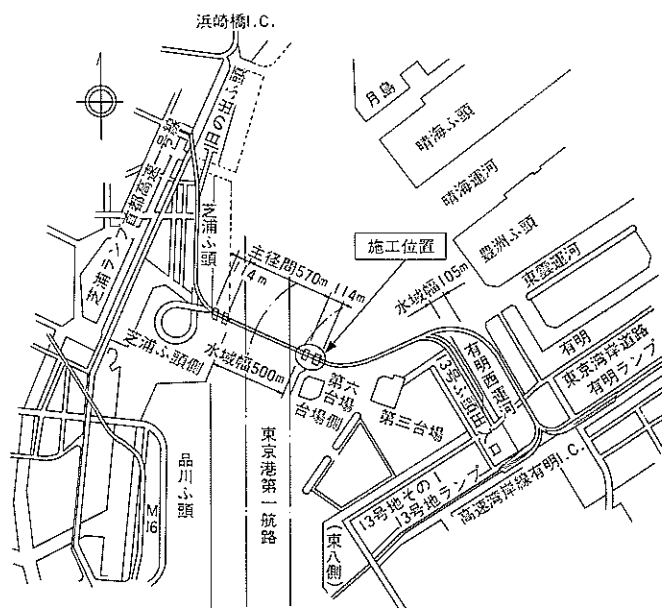 浜崎橋I.C.
月島
晴海ふ頭
晴海運河
豊洲ふ頭
日の出ふ頭
首都高速一号線
芝浦ランプ
芝浦ふ頭
施工位置
主径間570m
114m
114m
水域幅105m
東雲運河
有明
芝浦ふ頭側
水域幅500m
第六
台場
台場側
第三台場
13号ふ頭出入口
有明西運河
東京海岸道路
有明ランプ
品川ふ頭
東京港第一航路
M16
13号地その1
13号地ランプ
高速湾岸線有明I.C.
(東八側)